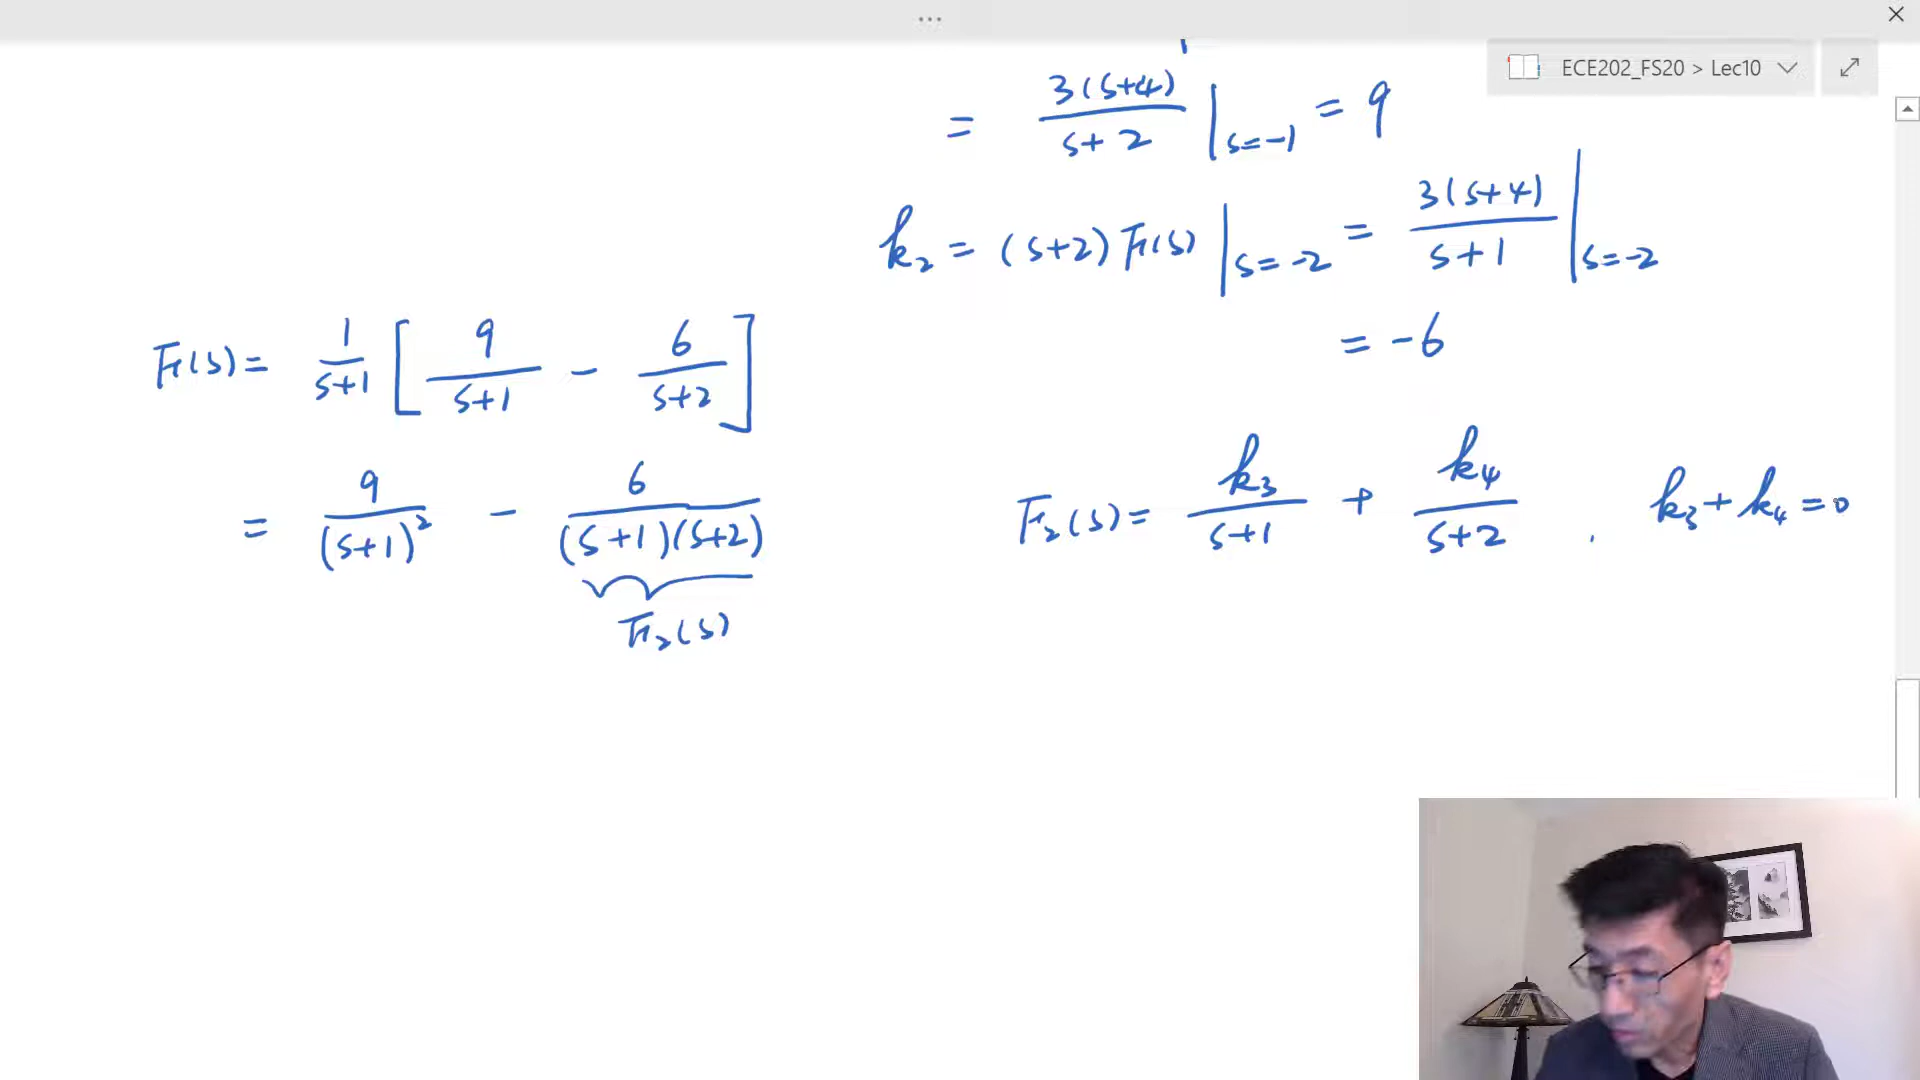 ECE202_FS20 > Lec10
= 3(s+4) / s+2 |s=-1 = 9
k₂ = (s+2) F₁(s) |s=-2 = 3(s+4) / s+1 |s=-2
= -6
F(s) = 1/s+1 [ 9/s+1 - 6/s+2 ]
= 9/(s+1)² - 6/(s+1)(s+2)
F₂(s)
F₂(s) = k₃/s+1 + k₄/s+2 , k₃ + k₄ = 0